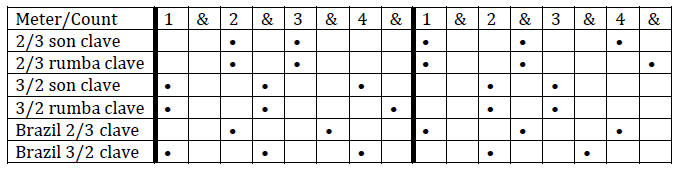 Meter/Count 1 & 2 & 3 & 4 & 1 & 2 & 3 & 4 &
2/3 son clave • • • • •
2/3 rumba clave • • • • •
3/2 son clave • • • • •
3/2 rumba clave • • • • •
Brazil 2/3 clave • • • • •
Brazil 3/2 clave • • • • •